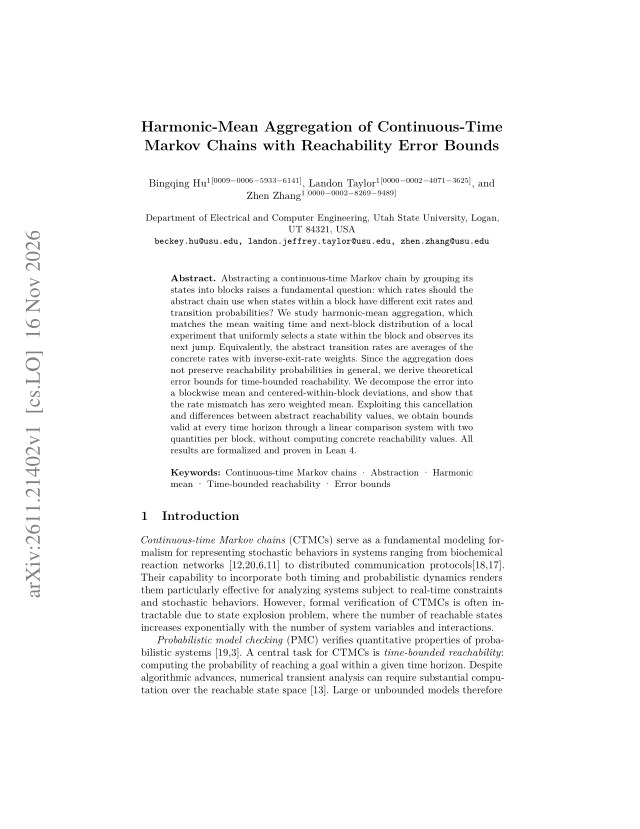 Harmonic-Mean Aggregation of Continuous-Time
Markov Chains with Reachability Error Bounds
Bingqing Hu1[0009−0006−5933−6141], Landon Taylor1[0000−0002−4071−3625], and
Zhen Zhang1[0000−0002−8269−9489]
Department of Electrical and Computer Engineering, Utah State University, Logan,
UT 84321, USA
beckey.hu@usu.edu, landon.jeffrey.taylor@usu.edu, zhen.zhang@usu.edu
Abstract. Abstracting a continuous-time Markov chain by grouping its
states into blocks raises a fundamental question: which rates should the
abstract chain use when states within a block have different exit rates and
transition probabilities? We study harmonic-mean aggregation, which
matches the mean waiting time and next-block distribution of a local
experiment that uniformly selects a state within the block and observes its
next jump. Equivalently, the abstract transition rates are averages of the
concrete rates with inverse-exit-rate weights. Since the aggregation does
not preserve reachability probabilities in general, we derive theoretical
error bounds for time-bounded reachability. We decompose the error into
a blockwise mean and centered-within-block deviations, and show that
the rate mismatch has zero weighted mean. Exploiting this cancellation
and differences between abstract reachability values, we obtain bounds
valid at every time horizon through a linear comparison system with two
quantities per block, without computing concrete reachability values. All
results are formalized and proven in Lean 4.
Keywords: Continuous-time Markov chains · Abstraction · Harmonic
mean · Time-bounded reachability · Error bounds
1 Introduction
Continuous-time Markov chains (CTMCs) serve as a fundamental modeling for-
malism for representing stochastic behaviors in systems ranging from biochemical
reaction networks [12,20,6,11] to distributed communication protocols[18,17].
Their capability to incorporate both timing and probabilistic dynamics renders
them particularly effective for analyzing systems subject to real-time constraints
and stochastic behaviors. However, formal verification of CTMCs is often in-
tractable due to state explosion problem, where the number of reachable states
increases exponentially with the number of system variables and interactions.
Probabilistic model checking (PMC) verifies quantitative properties of proba-
bilistic systems [19,3]. A central task for CTMCs is time-bounded reachability:
computing the probability of reaching a goal within a given time horizon. Despite
algorithmic advances, numerical transient analysis can require substantial compu-
tation over the reachable state space [13]. Large or unbounded models therefore
arXiv:2611.21402v1 [cs.LO] 16 Nov 2026